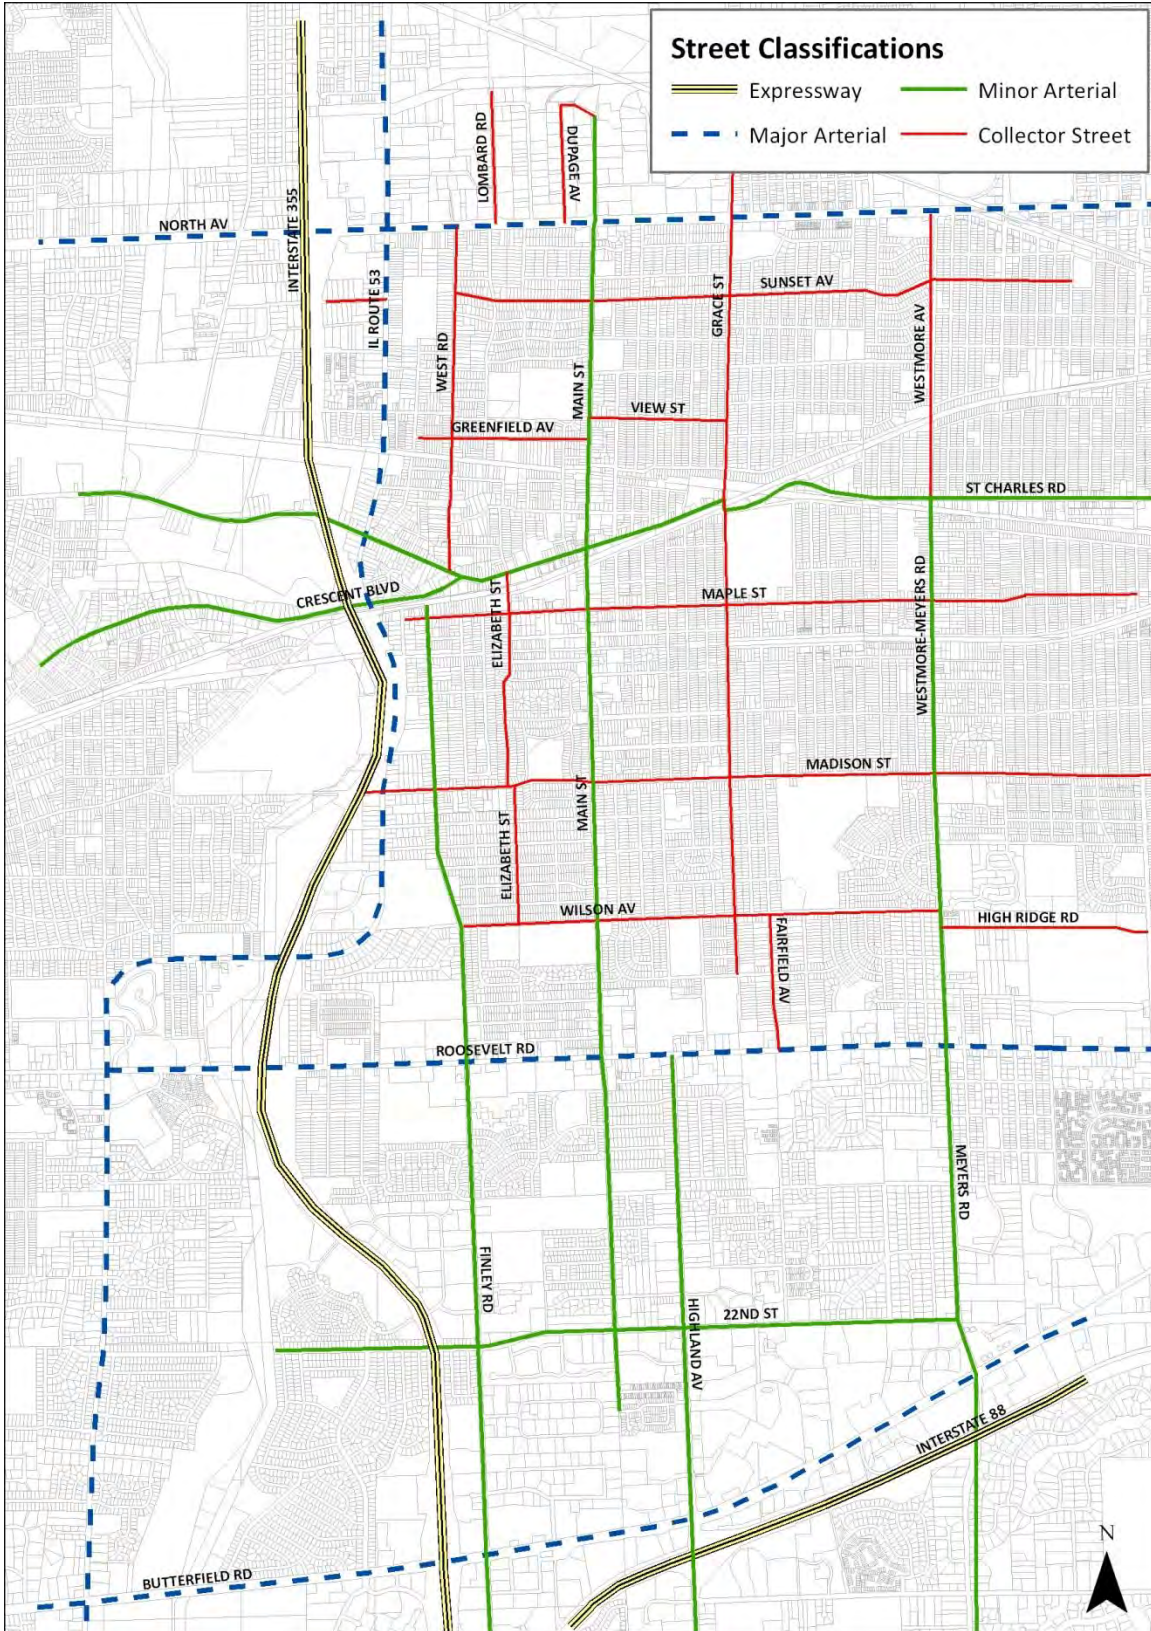 Street Classifications
Expressway
Minor Arterial
Major Arterial
Collector Street
LOMBARD RD
DUPAGE AV
NORTH AV
INTERSTATE 355
IL ROUTE 53
SUNSET AV
GRACE ST
WEST RD
MAIN ST
WESTMORE AV
VIEW ST
GREENFIELD AV
ST CHARLES RD
CRESCENT BLVD
ELIZABETH ST
MAPLE ST
WESTMORE-MEYERS RD
MADISON ST
MAIN ST
ELIZABETH ST
WILSON AV
HIGH RIDGE RD
FAIRFIELD AV
ROOSEVELT RD
MEYERS RD
FINLEY RD
HIGHLAND AV
22ND ST
INTERSTATE 88
BUTTERFIELD RD
N